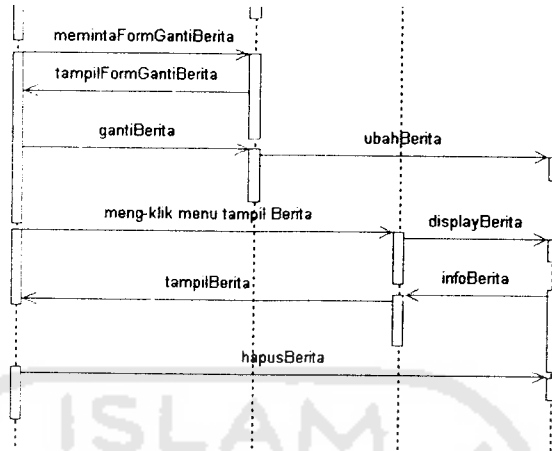 memintaFormGantiBerita
tampilFormGantiBerita
gantiBerita
ubahBerita
meng-klik menu tampil Berita
displayBerita
infoBerita
tampilBerita
hapusBerita
ISLAM